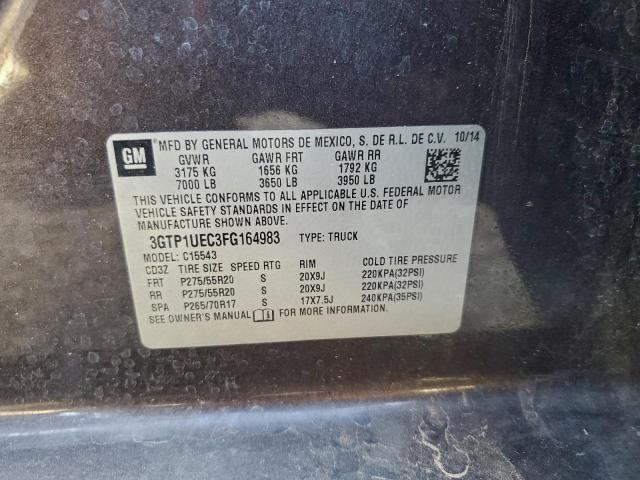 GM
MFD BY GENERAL MOTORS DE MEXICO, S. DE R.L. DE C.V. 10/14
GVWR GAWR FRT GAWR RR
3175 KG 1656 KG 1792 KG
7000 LB 3650 LB 3950 LB
THIS VEHICLE CONFORMS TO ALL APPLICABLE U.S. FEDERAL MOTOR
VEHICLE SAFETY STANDARDS IN EFFECT ON THE DATE OF
MANUFACTURE SHOWN ABOVE.
3GTP1UEC3FG164983 TYPE: TRUCK
MODEL: C15543
CD3Z TIRE SIZE SPEED RTG RIM COLD TIRE PRESSURE
FRT P275/55R20 S 20X9J 220KPA(32PSI)
RR P275/55R20 S 20X9J 220KPA(32PSI)
SPA P265/70R17 S 17X7.5J 240KPA(35PSI)
SEE OWNER'S MANUAL FOR MORE INFORMATION.